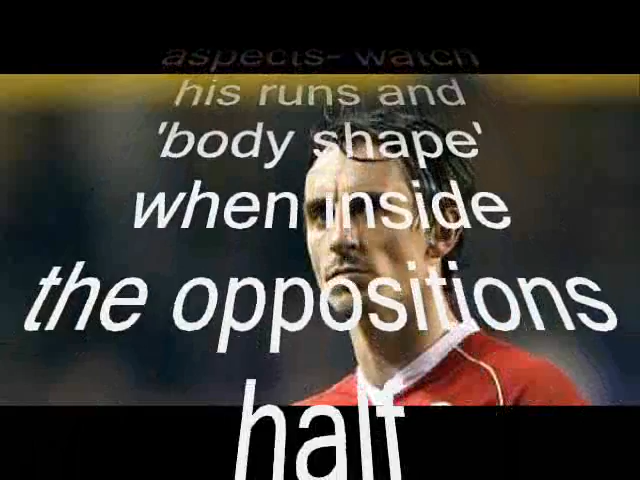 aspects- watch
his runs and
'body shape'
when inside
the oppositions
half